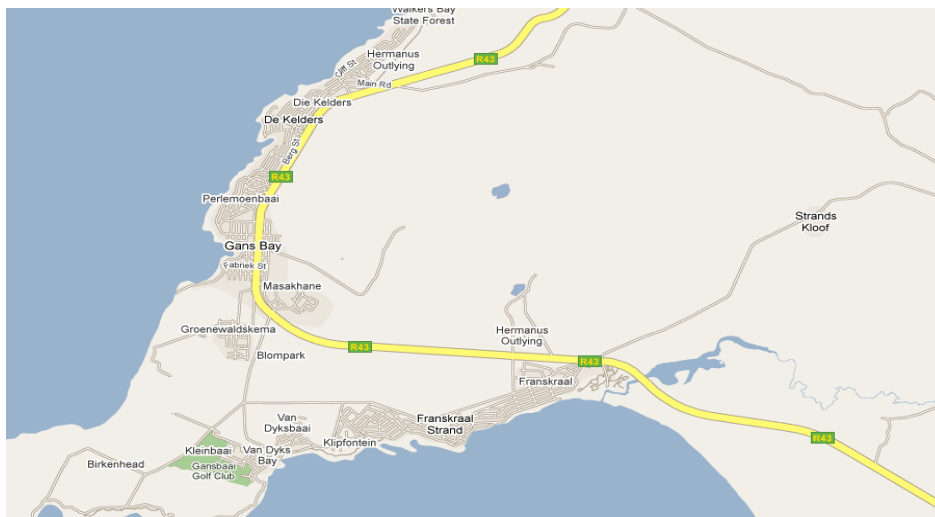 Walkers Bay
State Forest
Hermanus
Outlying
R43
Cliff St
Main Rd
Die Kelders
De Kelders
Berg St
R43
Perlemoenbaai
Strands
Kloof
Gans Bay
Fabriek St
Masakhane
Groenewaldskema
Hermanus
Outlying
R43
Blompark
R43
Franskraal
Van
Dyksbaai
Franskraal
Strand
Klipfontein
R43
Kleinbaai
Van Dyks
Bay
Birkenhead
Gansbaai
Golf Club